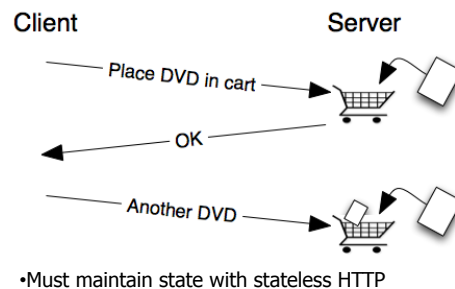 Client Server
Place DVD in cart
OK
Another DVD
•Must maintain state with stateless HTTP